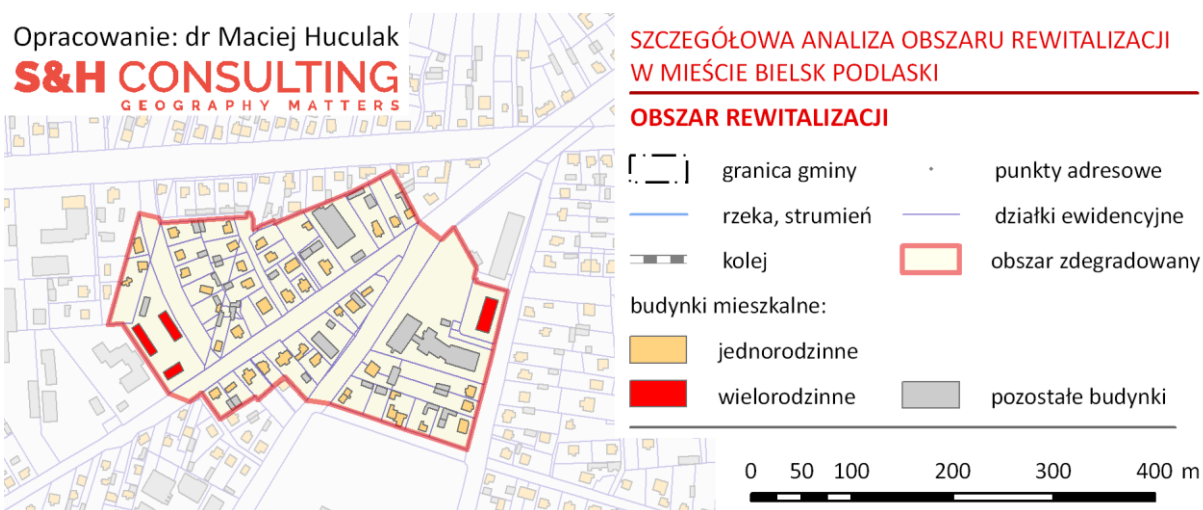 Opracowanie: dr Maciej Huculak
S&H CONSULTING
GEOGRAPHY MATTERS
SZCZEGÓŁOWA ANALIZA OBSZARU REWITALIZACJI
W MIEŚCIE BIELSK PODLASKI
OBSZAR REWITALIZACJI
granica gminy
punkty adresowe
rzeka, strumień
działki ewidencyjne
kolej
obszar zdegradowany
budynki mieszkalne:
jednorodzinne
wielorodzinne
pozostałe budynki
0 50 100 200 300 400 m